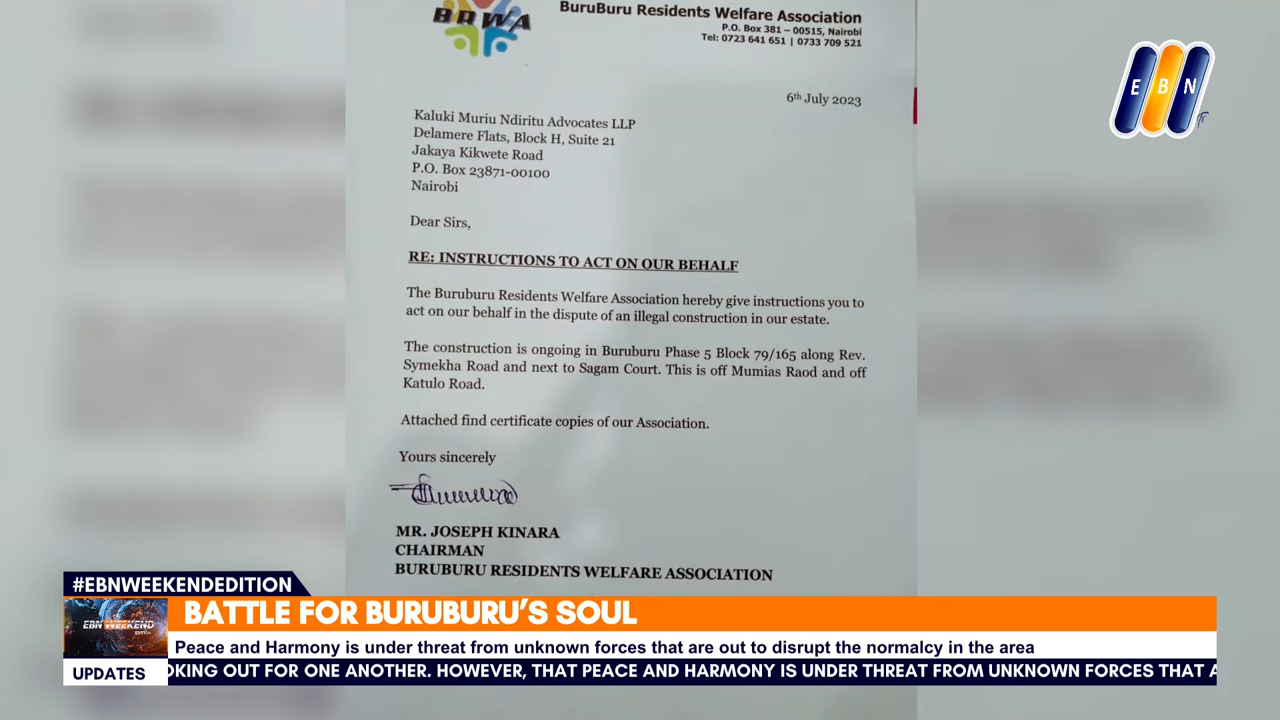 BRWA
BuruBuru Residents Welfare Association
P.O. Box 381 – 00515, Nairobi
Tel: 0723 641 651 | 0733 709 521
EBN
TV
6th July 2023
Kaluki Muriu Ndiritu Advocates LLP
Delamere Flats, Block H, Suite 21
Jakaya Kikwete Road
P.O. Box 23871-00100
Nairobi
Dear Sirs,
RE: INSTRUCTIONS TO ACT ON OUR BEHALF
The Buruburu Residents Welfare Association hereby give instructions you to
act on our behalf in the dispute of an illegal construction in our estate.
The construction is ongoing in Buruburu Phase 5 Block 79/165 along Rev.
Symekha Road and next to Sagam Court. This is off Mumias Raod and off
Katulo Road.
Attached find certificate copies of our Association.
Yours sincerely
MR. JOSEPH KINARA
CHAIRMAN
BURUBURU RESIDENTS WELFARE ASSOCIATION
#EBNWEEKENDEDITION
EBN WEEKEND
EDITION
BATTLE FOR BURUBURU'S SOUL
Peace and Harmony is under threat from unknown forces that are out to disrupt the normalcy in the area
UPDATES
OKING OUT FOR ONE ANOTHER. HOWEVER, THAT PEACE AND HARMONY IS UNDER THREAT FROM UNKNOWN FORCES THAT A